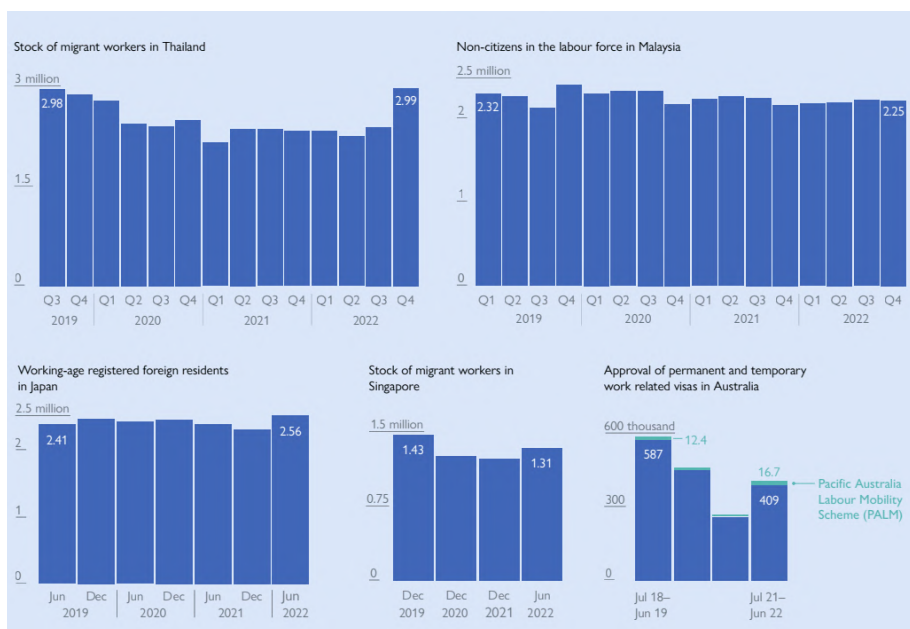 Stock of migrant workers in Thailand
3 million
2.98
2.99
1.5
0
Q3 Q4 Q1 Q2 Q3 Q4 Q1 Q2 Q3 Q4 Q1 Q2 Q3 Q4
2019 2020 2021 2022
Non-citizens in the labour force in Malaysia
2.5 million
2
2.32
2.25
1
0
Q1 Q2 Q3 Q4 Q1 Q2 Q3 Q4 Q1 Q2 Q3 Q4 Q1 Q2 Q3 Q4
2019 2020 2021 2022
Working-age registered foreign residents
in Japan
2.5 million
2.41
2.56
2
1
0
Jun Dec Jun Dec Jun Dec Jun
2019 2020 2021 2022
Stock of migrant workers in
Singapore
1.5 million
1.43
1.31
0.75
0
Dec Dec Dec Jun
2019 2020 2021 2022
Approval of permanent and temporary
work related visas in Australia
600 thousand
12.4
587
16.7
Pacific Australia
Labour Mobility
Scheme (PALM)
409
300
0
Jul 18– Jul 21–
Jun 19 Jun 22